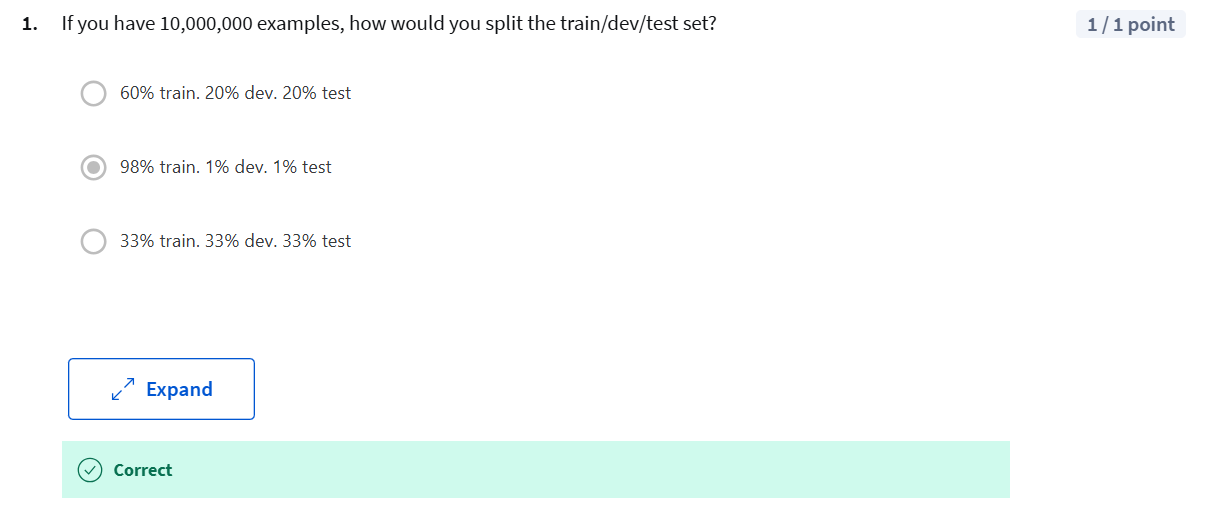 1. If you have 10,000,000 examples, how would you split the train/dev/test set?
1 / 1 point
60% train. 20% dev. 20% test
98% train. 1% dev. 1% test
33% train. 33% dev. 33% test
Expand
Correct